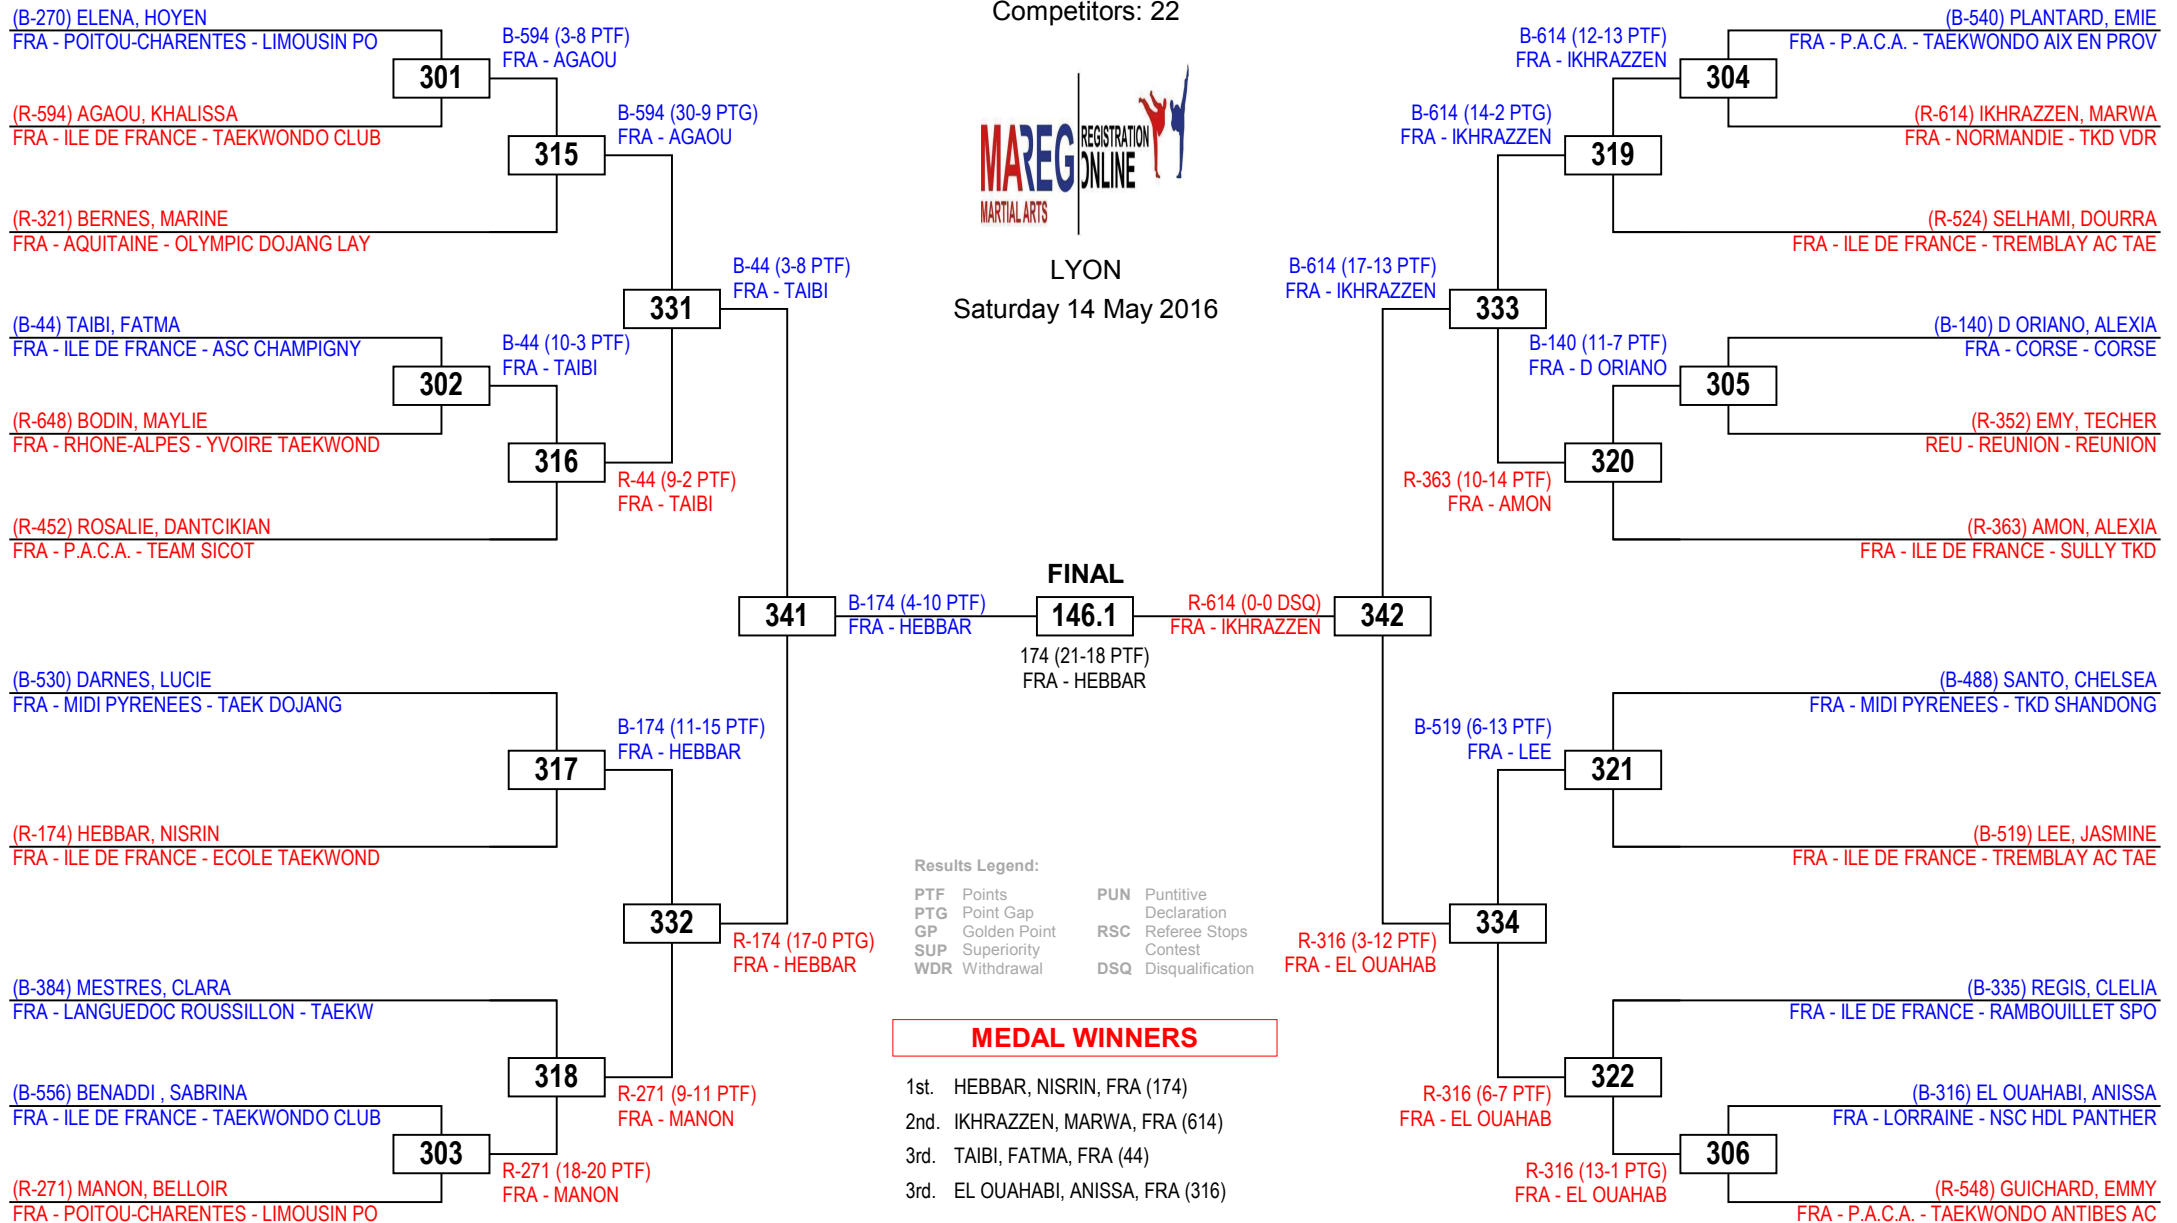 Competitors: 22
MAREG
REGISTRATION
ONLINE
MARTIAL ARTS
LYON
Saturday 14 May 2016
(B-270) ELENA, HOYEN
FRA - POITOU-CHARENTES - LIMOUSIN PO
301
(R-594) AGAOU, KHALISSA
FRA - ILE DE FRANCE - TAEKWONDO CLUB
B-594 (3-8 PTF)
FRA - AGAOU
315
(R-321) BERNES, MARINE
FRA - AQUITAINE - OLYMPIC DOJANG LAY
B-594 (30-9 PTG)
FRA - AGAOU
331
(B-44) TAIBI, FATMA
FRA - ILE DE FRANCE - ASC CHAMPIGNY
302
(R-648) BODIN, MAYLIE
FRA - RHONE-ALPES - YVOIRE TAEKWOND
B-44 (10-3 PTF)
FRA - TAIBI
316
(R-452) ROSALIE, DANTCIKIAN
FRA - P.A.C.A. - TEAM SICOT
R-44 (9-2 PTF)
FRA - TAIBI
B-44 (3-8 PTF)
FRA - TAIBI
341
(B-530) DARNES, LUCIE
FRA - MIDI PYRENEES - TAEK DOJANG
317
(R-174) HEBBAR, NISRIN
FRA - ILE DE FRANCE - ECOLE TAEKWOND
B-174 (11-15 PTF)
FRA - HEBBAR
332
R-174 (17-0 PTG)
FRA - HEBBAR
(B-384) MESTRES, CLARA
FRA - LANGUEDOC ROUSSILLON - TAEKW
318
R-271 (9-11 PTF)
FRA - MANON
(B-556) BENADDI , SABRINA
FRA - ILE DE FRANCE - TAEKWONDO CLUB
303
(R-271) MANON, BELLOIR
FRA - POITOU-CHARENTES - LIMOUSIN PO
R-271 (18-20 PTF)
FRA - MANON
B-174 (4-10 PTF)
FRA - HEBBAR
FINAL
146.1
174 (21-18 PTF)
FRA - HEBBAR
R-614 (0-0 DSQ)
FRA - IKHRAZZEN
342
(B-540) PLANTARD, EMIE
FRA - P.A.C.A. - TAEKWONDO AIX EN PROV
304
(R-614) IKHRAZZEN, MARWA
FRA - NORMANDIE - TKD VDR
B-614 (12-13 PTF)
FRA - IKHRAZZEN
319
(R-524) SELHAMI, DOURRA
FRA - ILE DE FRANCE - TREMBLAY AC TAE
B-614 (14-2 PTG)
FRA - IKHRAZZEN
333
B-614 (17-13 PTF)
FRA - IKHRAZZEN
(B-140) D ORIANO, ALEXIA
FRA - CORSE - CORSE
305
(R-352) EMY, TECHER
REU - REUNION - REUNION
B-140 (11-7 PTF)
FRA - D ORIANO
320
(R-363) AMON, ALEXIA
FRA - ILE DE FRANCE - SULLY TKD
R-363 (10-14 PTF)
FRA - AMON
(B-488) SANTO, CHELSEA
FRA - MIDI PYRENEES - TKD SHANDONG
321
(B-519) LEE, JASMINE
FRA - ILE DE FRANCE - TREMBLAY AC TAE
B-519 (6-13 PTF)
FRA - LEE
334
R-316 (3-12 PTF)
FRA - EL OUAHAB
(B-335) REGIS, CLELIA
FRA - ILE DE FRANCE - RAMBOUILLET SPO
322
R-316 (6-7 PTF)
FRA - EL OUAHAB
(B-316) EL OUAHABI, ANISSA
FRA - LORRAINE - NSC HDL PANTHER
306
(R-548) GUICHARD, EMMY
FRA - P.A.C.A. - TAEKWONDO ANTIBES AC
R-316 (13-1 PTG)
FRA - EL OUAHAB
Results Legend:
PTF Points
PTG Point Gap
GP Golden Point
SUP Superiority
WDR Withdrawal
PUN Puntitive
Declaration
RSC Referee Stops
Contest
DSQ Disqualification
MEDAL WINNERS
1st. HEBBAR, NISRIN, FRA (174)
2nd. IKHRAZZEN, MARWA, FRA (614)
3rd. TAIBI, FATMA, FRA (44)
3rd. EL OUAHABI, ANISSA, FRA (316)